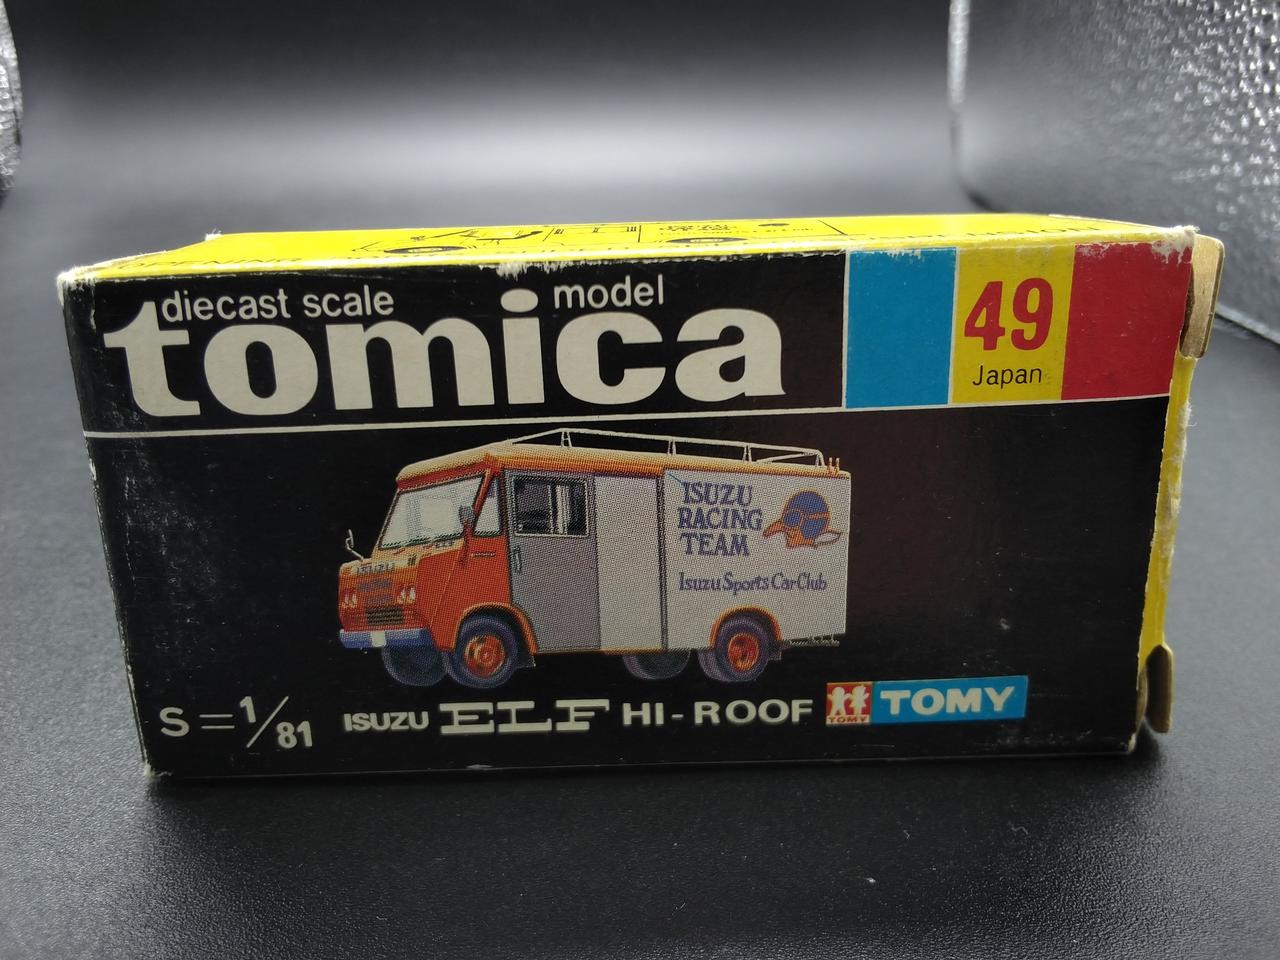 diecast scale model
tomica
49
Japan
ISUZU
RACING
TEAM
Isuzu Sports Car Club
ISUZU
S=1/81 ISUZU ELF HI-ROOF TOMY TOMY